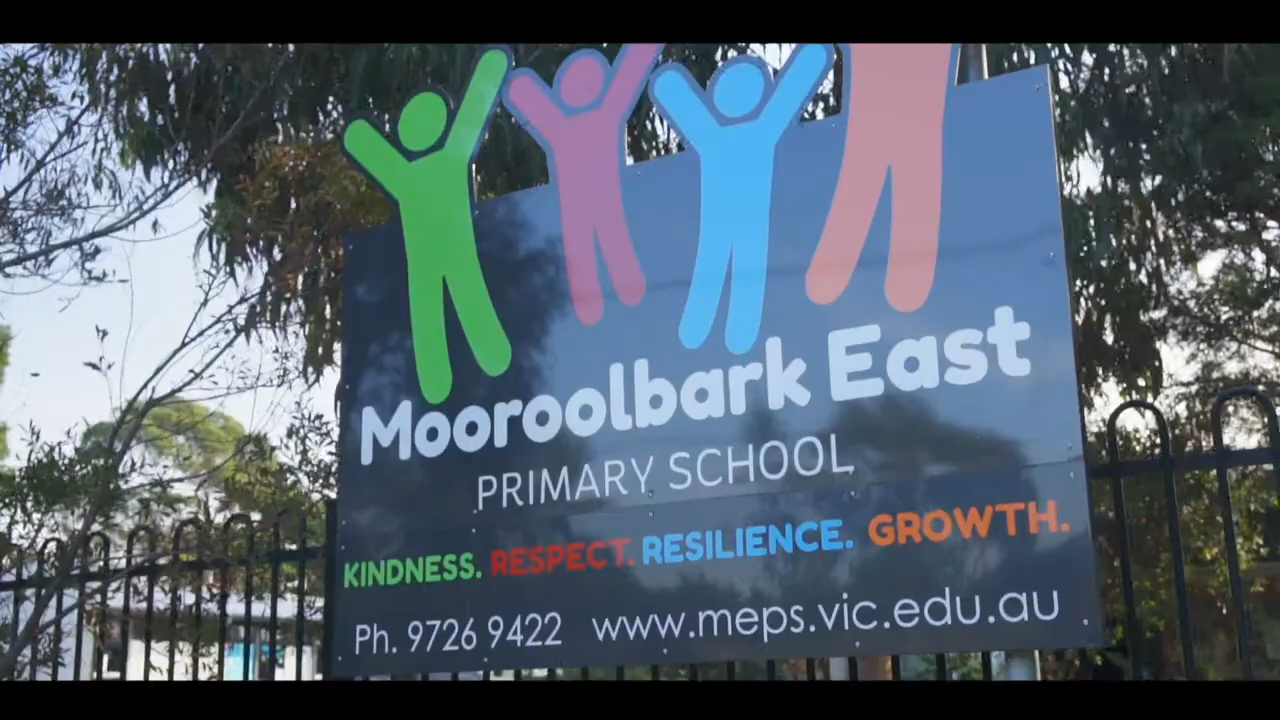 Mooroolbark East
PRIMARY SCHOOL
KINDNESS. RESPECT. RESILIENCE. GROWTH.
Ph. 9726 9422 www.meps.vic.edu.au